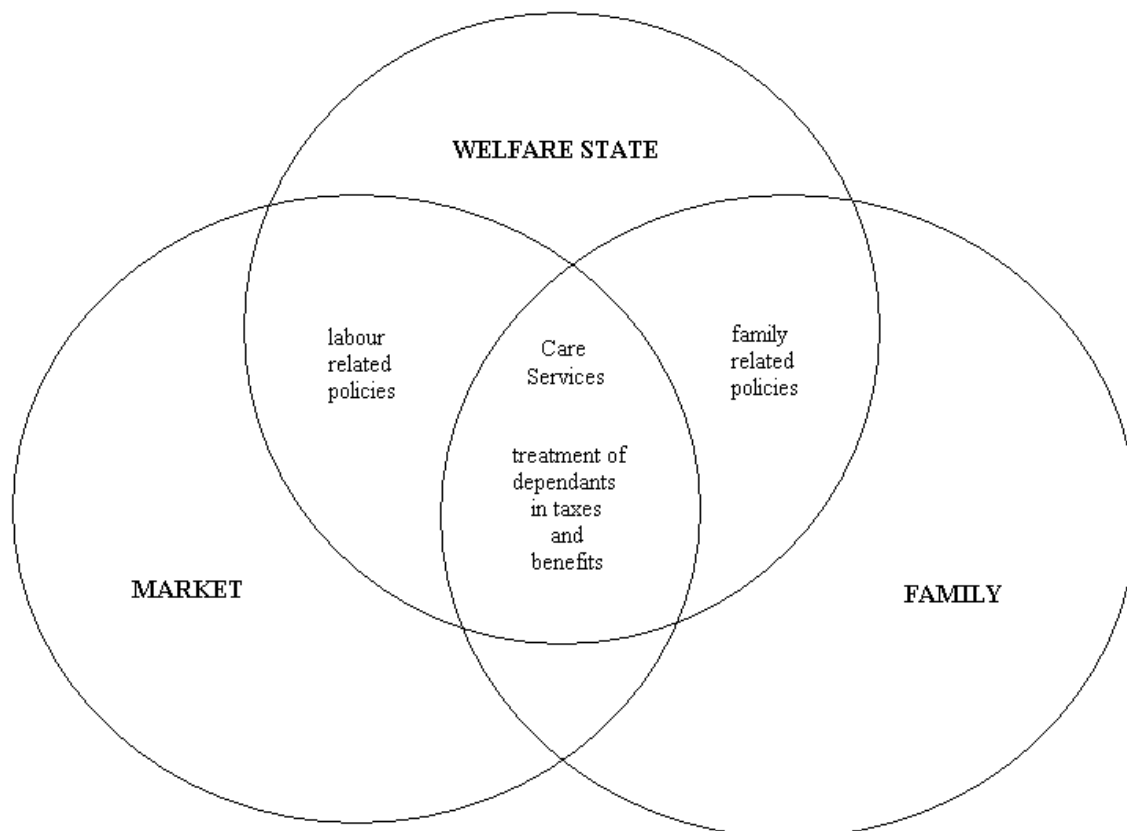 WELFARE STATE
labour
related
policies
Care
Services
family
related
policies
treatment of
dependants
in taxes
and
benefits
MARKET
FAMILY